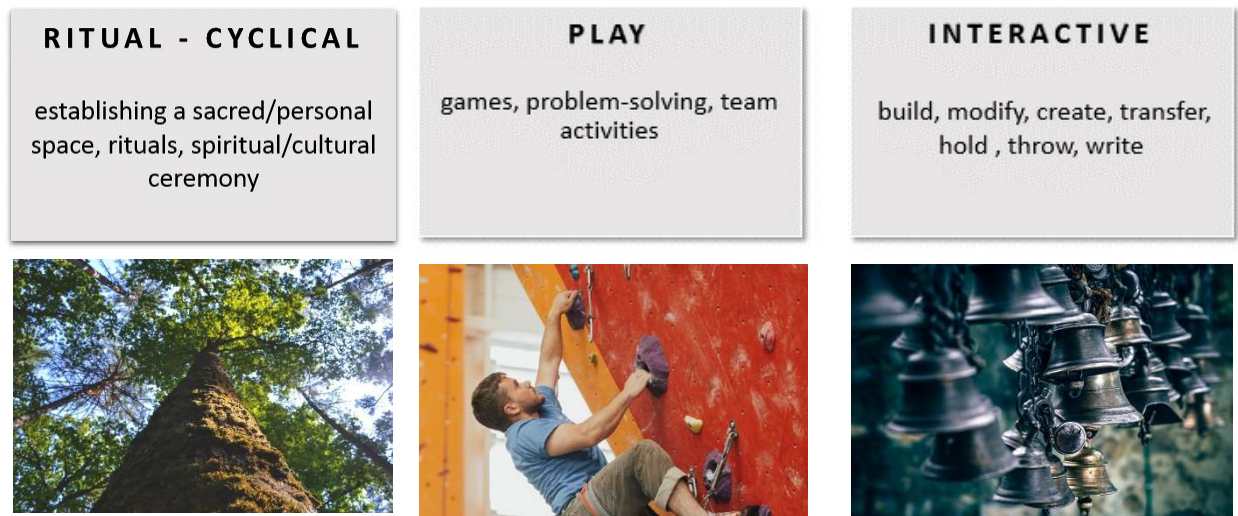 RITUAL - CYCLICAL
establishing a sacred/personal
space, rituals, spiritual/cultural
ceremony
PLAY
games, problem-solving, team
activities
INTERACTIVE
build, modify, create, transfer,
hold , throw, write